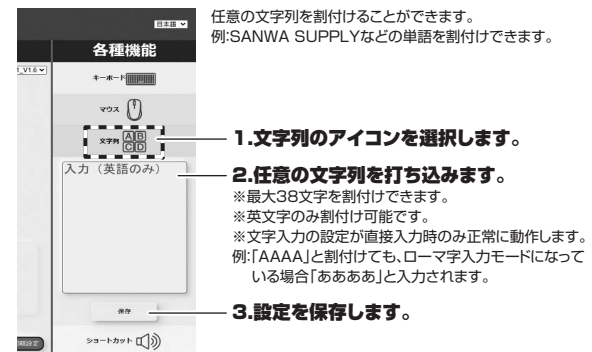 任意の文字列を割付けることができます。
例:SANWA SUPPLYなどの単語を割付けできます。
日本語
各種機能
1_V1.6
キーボード
マウス
文字列
A B
C D
入力（英語のみ）
保存
ショートカット
初期設定
1.文字列のアイコンを選択します。
2.任意の文字列を打ち込みます。
※最大38文字を割付けできます。
※英文字のみ割付け可能です。
※文字入力の設定が直接入力時のみ正常に動作します。
例:「AAAA」と割付けても、ローマ字入力モードになって
いる場合「ああああ」と入力されます。
3.設定を保存します。